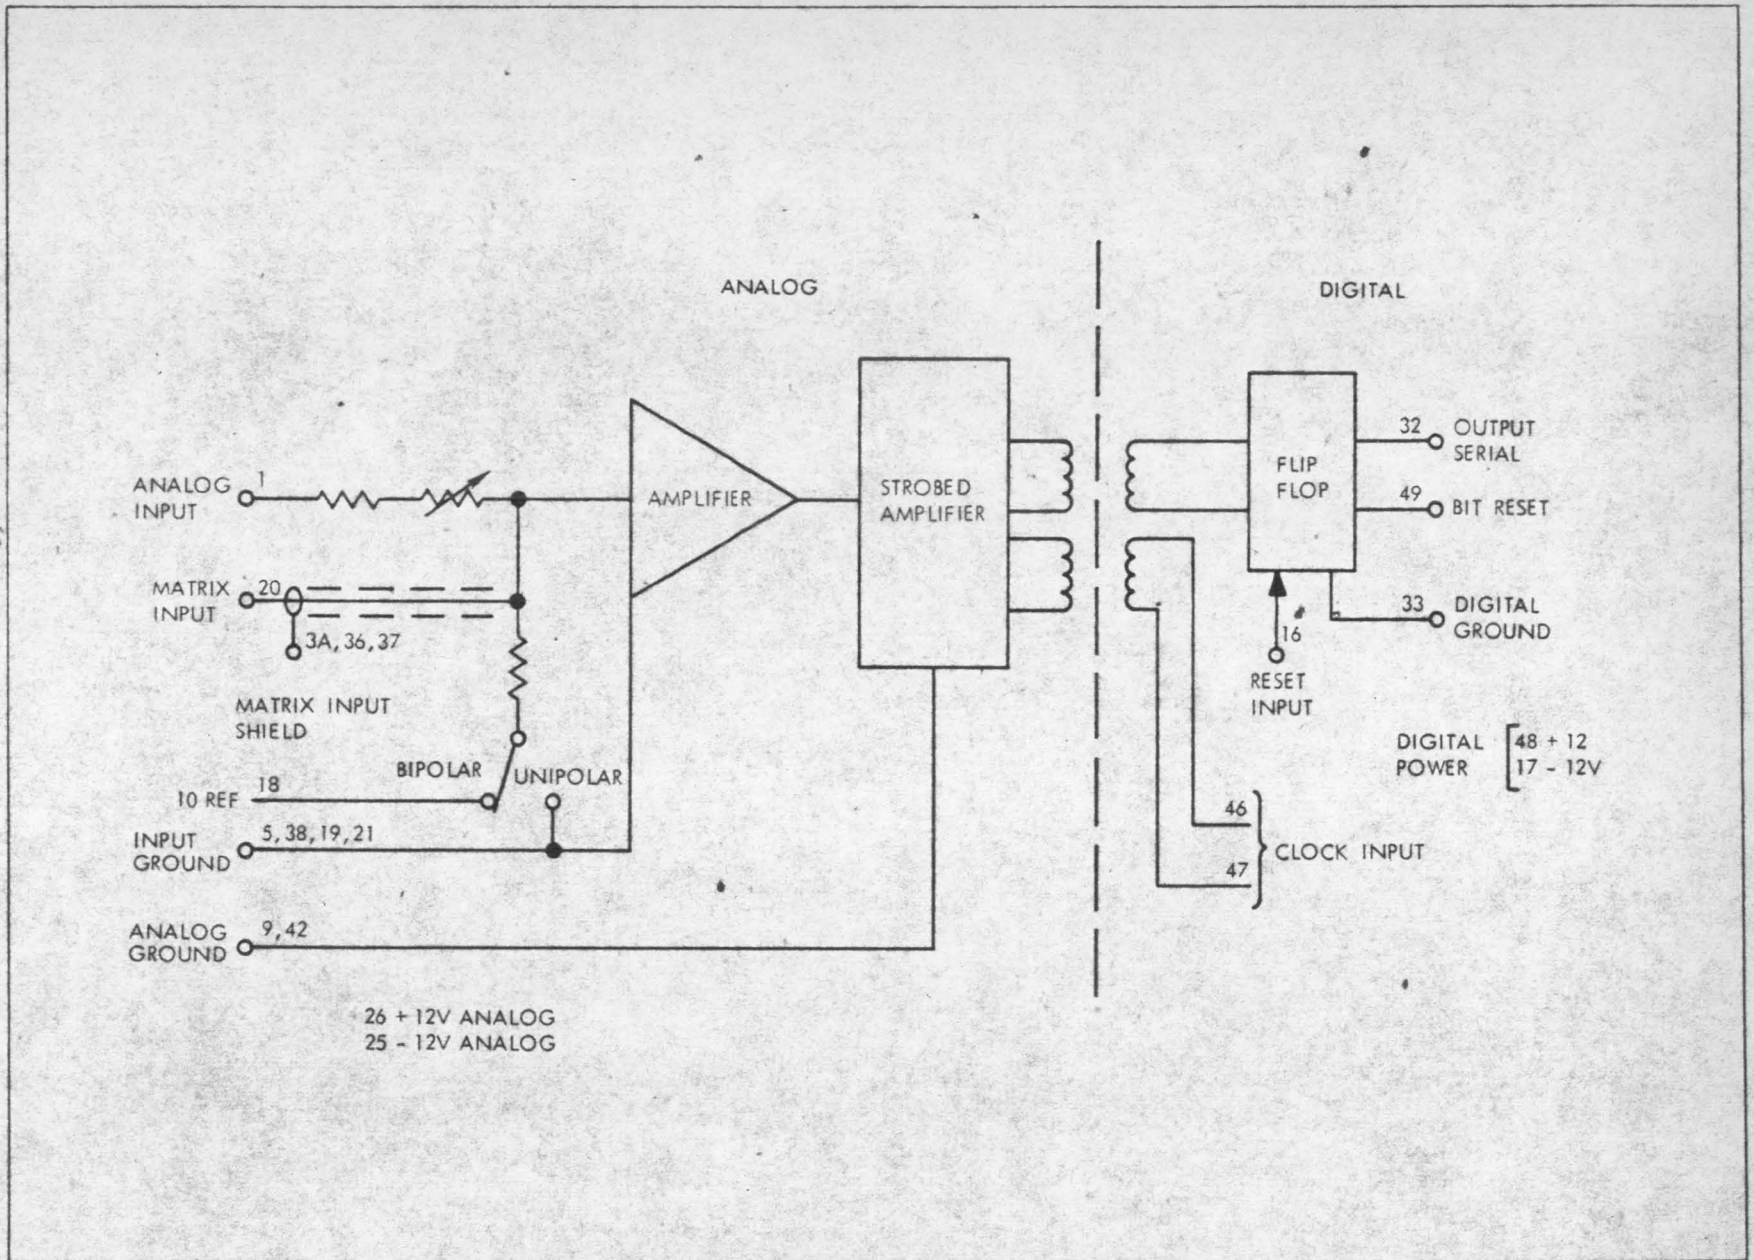 ANALOG
DIGITAL
ANALOG
INPUT
1
MATRIX
INPUT
20
3A, 36, 37
MATRIX INPUT
SHIELD
BIPOLAR
UNIPOLAR
10 REF
18
INPUT
GROUND
5, 38, 19, 21
ANALOG
GROUND
9, 42
26 + 12V ANALOG
25 - 12V ANALOG
AMPLIFIER
STROBED
AMPLIFIER
FLIP
FLOP
32
OUTPUT
SERIAL
49
BIT RESET
33
DIGITAL
GROUND
16
RESET
INPUT
DIGITAL
POWER
48 + 12
17 - 12V
46
47
CLOCK INPUT